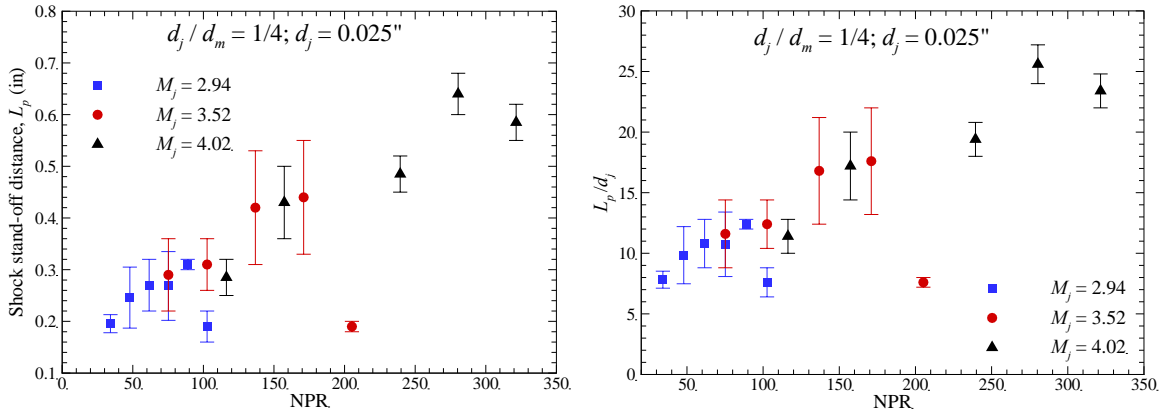 d_j / d_m = 1/4; d_j = 0.025"
M_j = 2.94
M_j = 3.52
M_j = 4.02
Shock stand-off distance, L_p (in)
0.7
0.6
0.5
0.4
0.3
0.2
0.1
0. 50. 100. 150. 200. 250. 300. 350.
NPR
d_j / d_m = 1/4; d_j = 0.025"
L_p/d_j
30
25
20
15
10
5
0
M_j = 2.94
M_j = 3.52
M_j = 4.02
50. 100. 150. 200. 250. 300. 350.
NPR